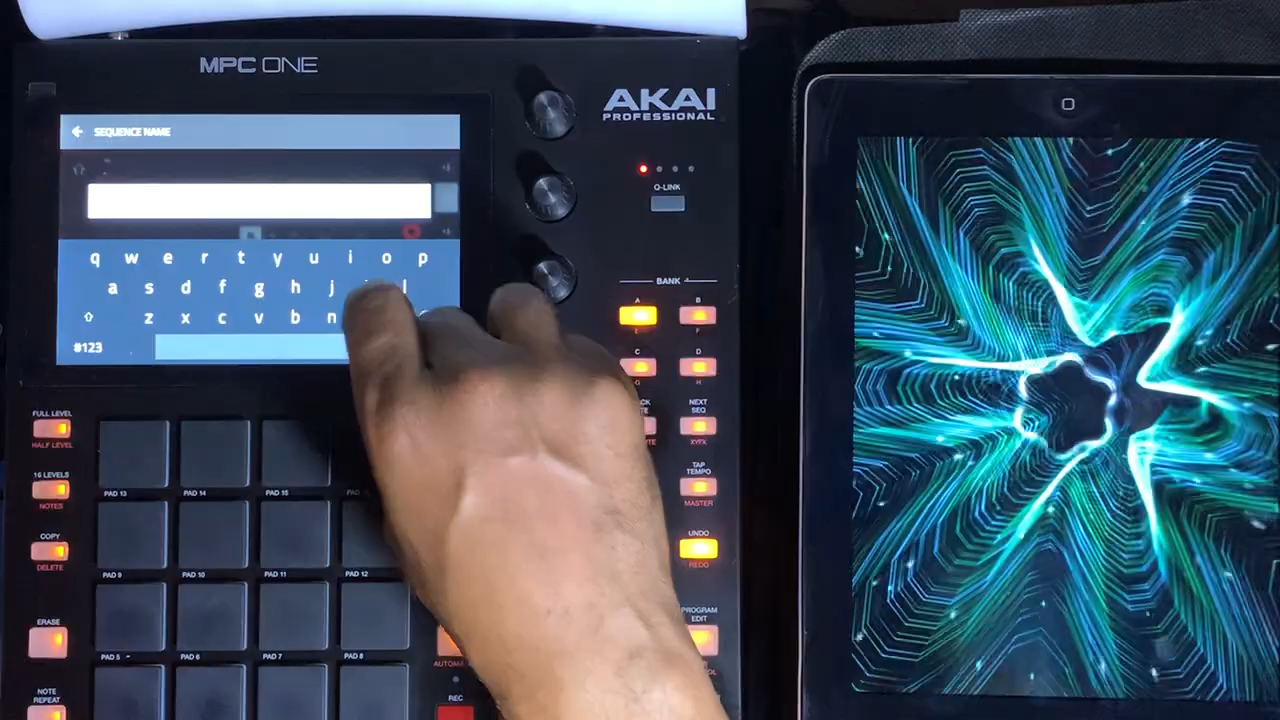 MPC ONE
AKAI
PROFESSIONAL
SEQUENCE NAME
q w e r t y u i o p
a s d f g h j l
z x c v b n
#123
Q-LINK
BANK
A B
F
C D
G H
NEXT
SEQ
XYFX
TAP
TEMPO
MASTER
UNDO
REDO
PROGRAM
EDIT
FULL LEVEL
HALF LEVEL
16 LEVELS
NOTES
COPY
DELETE
ERASE
NOTE
REPEAT
PAD 13 PAD 14 PAD 15
PAD 9 PAD 10 PAD 11 PAD 12
PAD 5 PAD 6 PAD 7 PAD 8
REC